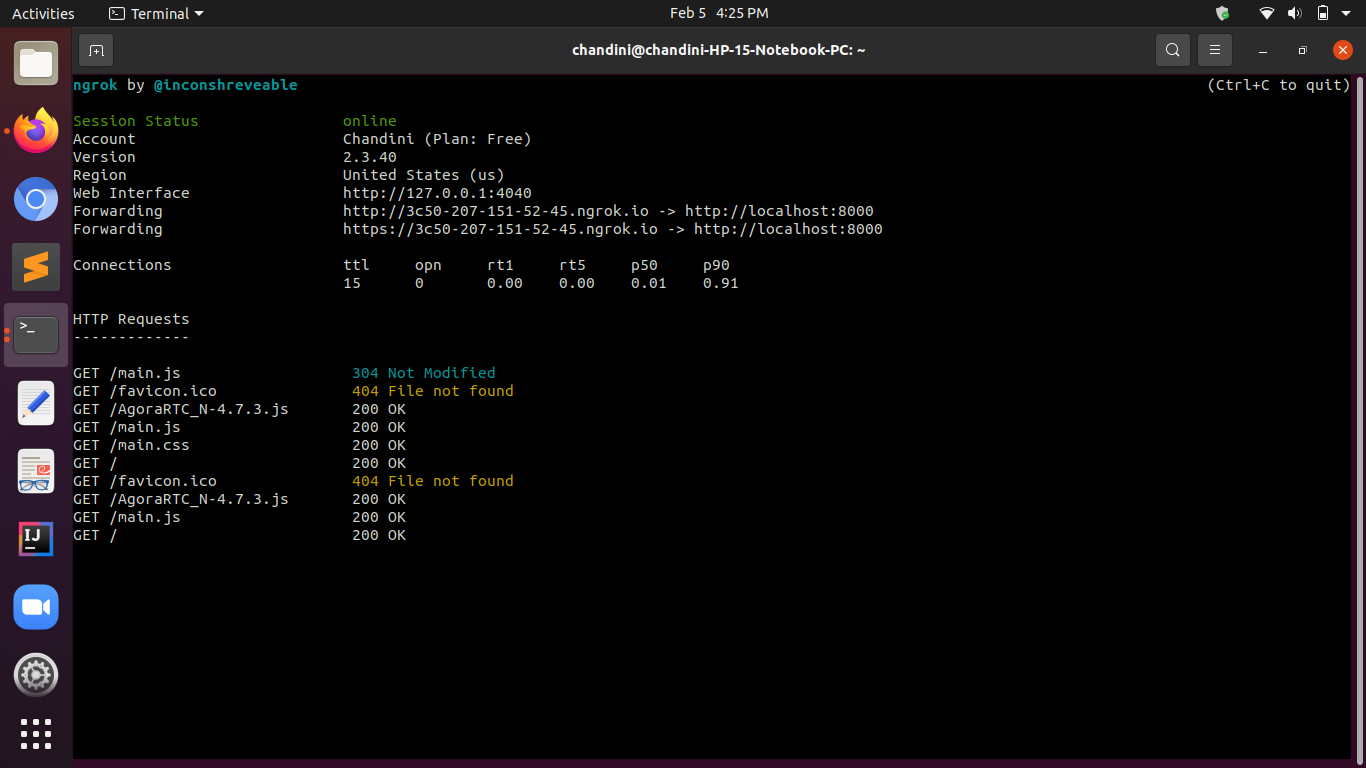 Activities Terminal Feb 5 4:25 PM
chandini@chandini-HP-15-Notebook-PC: ~
ngrok by @inconshreveable (Ctrl+C to quit)
Session Status online
Account Chandini (Plan: Free)
Version 2.3.40
Region United States (us)
Web Interface http://127.0.0.1:4040
Forwarding http://3c50-207-151-52-45.ngrok.io -> http://localhost:8000
Forwarding https://3c50-207-151-52-45.ngrok.io -> http://localhost:8000
Connections ttl opn rt1 rt5 p50 p90
15 0 0.00 0.00 0.01 0.91
HTTP Requests
-------------
GET /main.js 304 Not Modified
GET /favicon.ico 404 File not found
GET /AgoraRTC_N-4.7.3.js 200 OK
GET /main.js 200 OK
GET /main.css 200 OK
GET / 200 OK
GET /favicon.ico 404 File not found
GET /AgoraRTC_N-4.7.3.js 200 OK
GET /main.js 200 OK
GET / 200 OK
>_
IJ